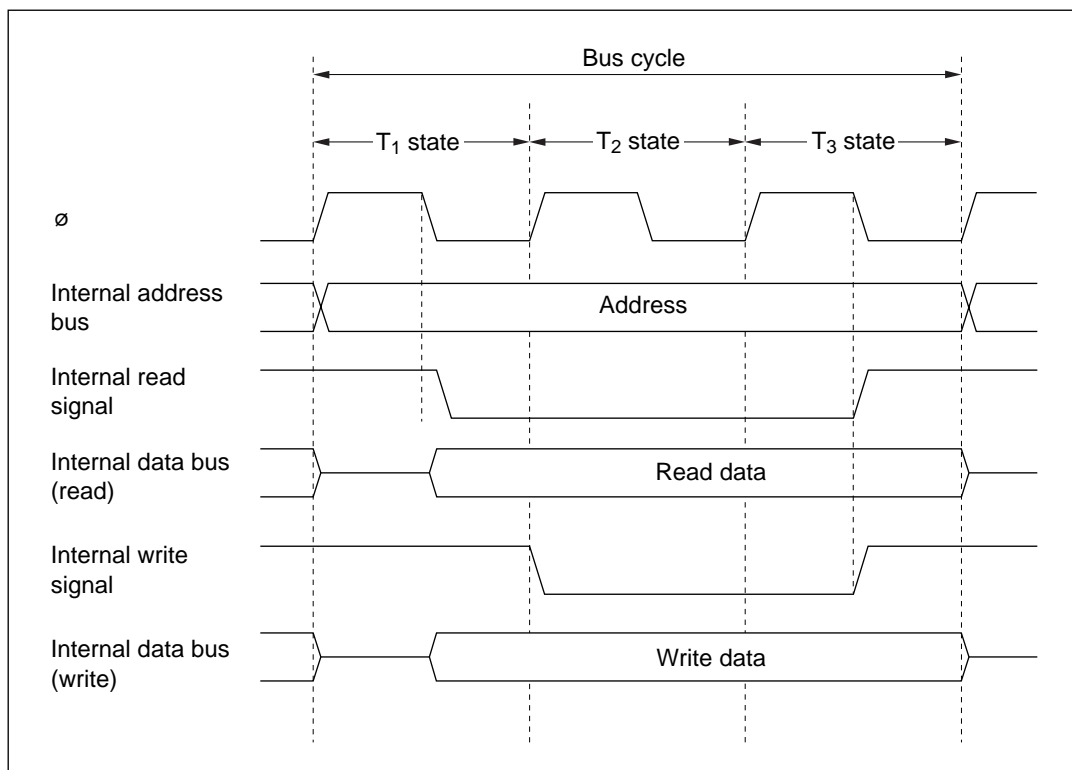 Bus cycle
T1 state
T2 state
T3 state
ø
Internal address
bus
Address
Internal read
signal
Internal data bus
(read)
Read data
Internal write
signal
Internal data bus
(write)
Write data